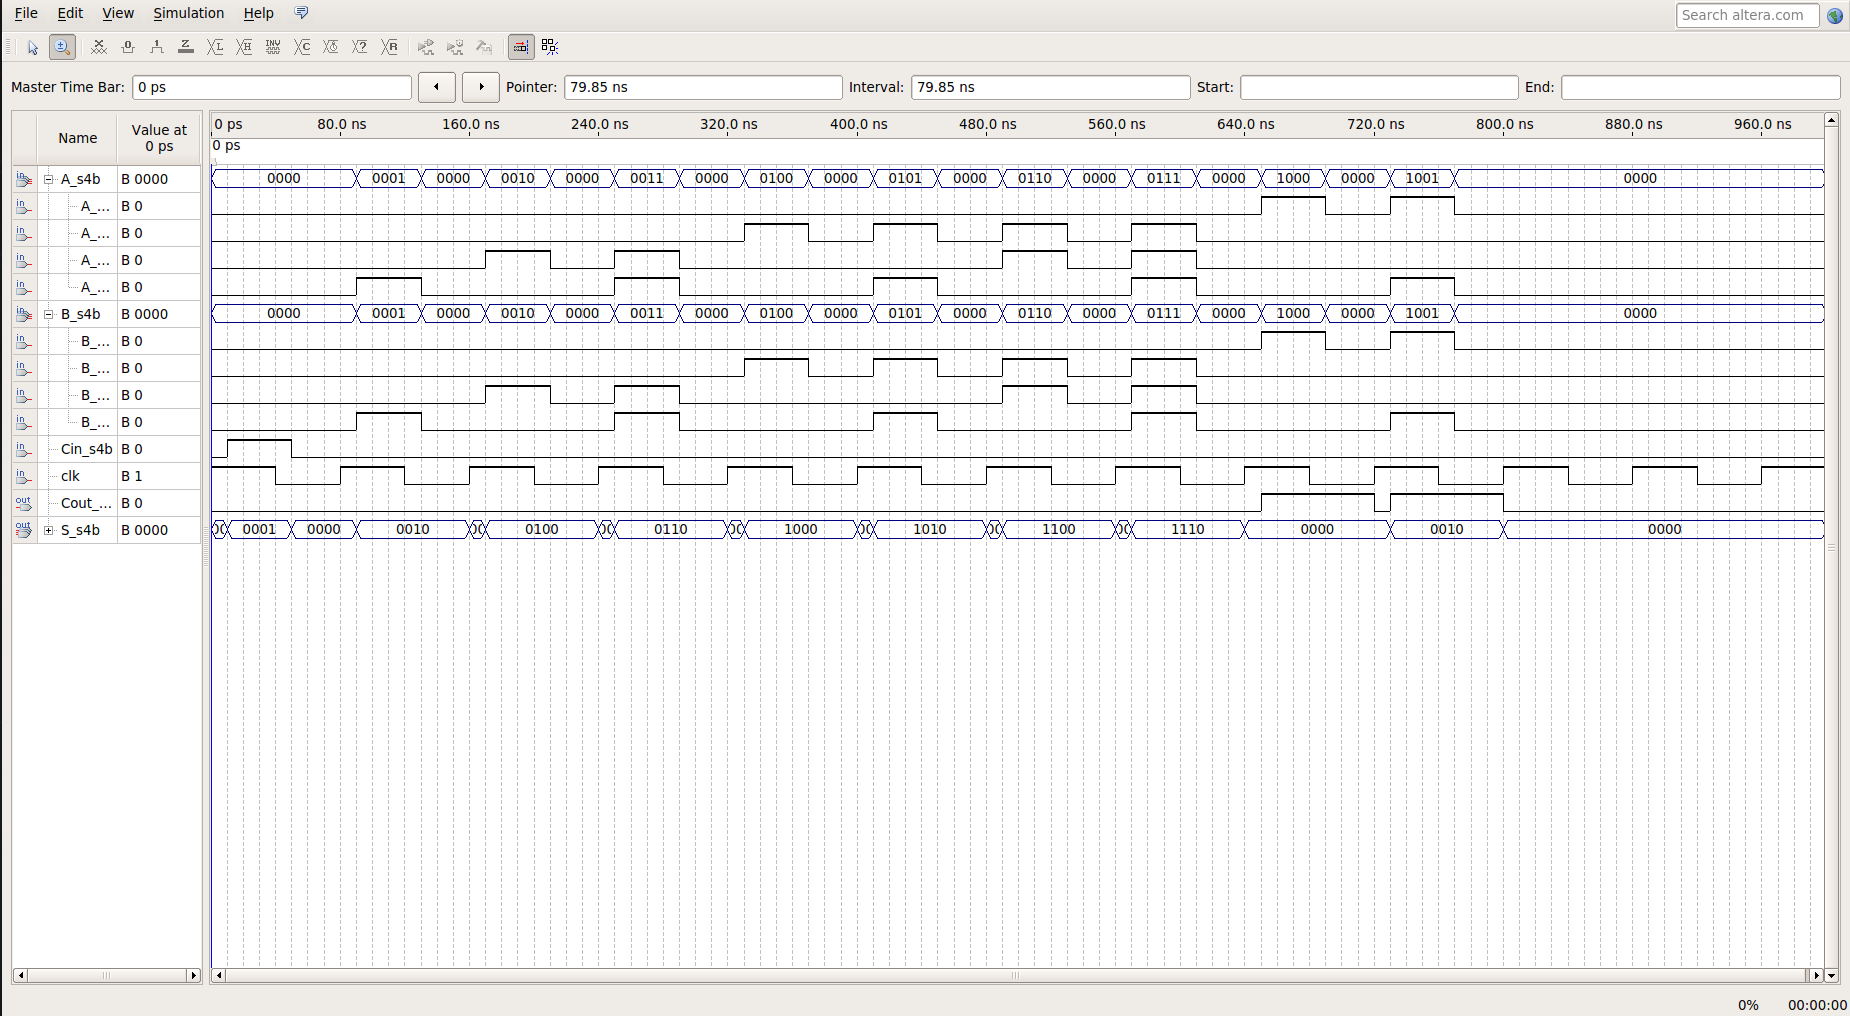 File Edit View Simulation Help
Search altera.com
Master Time Bar: 0 ps Pointer: 79.85 ns Interval: 79.85 ns Start: End:
Name Value at 0 ps
0 ps 80.0 ns 160.0 ns 240.0 ns 320.0 ns 400.0 ns 480.0 ns 560.0 ns 640.0 ns 720.0 ns 800.0 ns 880.0 ns 960.0 ns
0 ps
A_s4b B 0000 0000 0001 0000 0010 0000 0011 0000 0100 0000 0101 0000 0110 0000 0111 0000 1000 0000 1001 0000
A_... B 0
A_... B 0
A_... B 0
A_... B 0
B_s4b B 0000 0000 0001 0000 0010 0000 0011 0000 0100 0000 0101 0000 0110 0000 0111 0000 1000 0000 1001 0000
B_... B 0
B_... B 0
B_... B 0
B_... B 0
Cin_s4b B 0
clk B 1
Cout_... B 0
S_s4b B 0000 0001 0000 0010 0100 0110 1000 1010 1100 1110 0000 0010 0000
0% 00:00:00